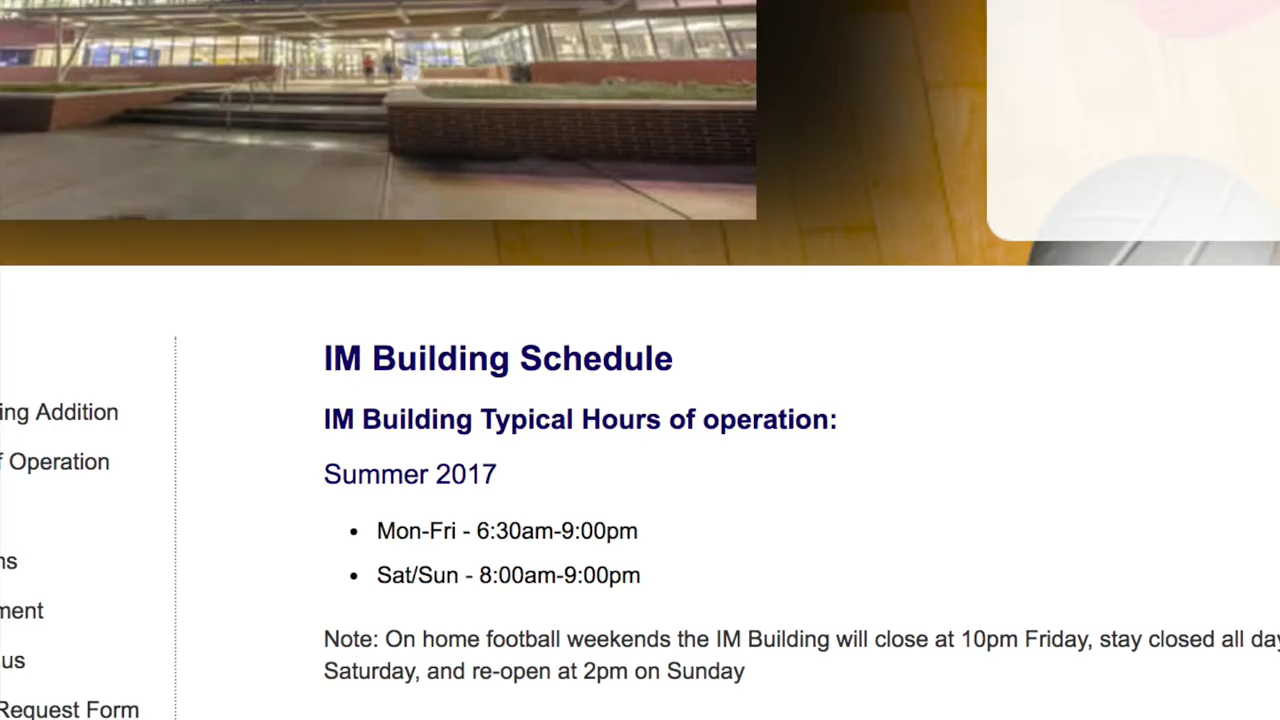 IM Building Schedule
IM Building Typical Hours of operation:
Summer 2017
• Mon-Fri - 6:30am-9:00pm
• Sat/Sun - 8:00am-9:00pm
Note: On home football weekends the IM Building will close at 10pm Friday, stay closed all day
Saturday, and re-open at 2pm on Sunday
ing Addition
f Operation
ns
ment
us
Request Form